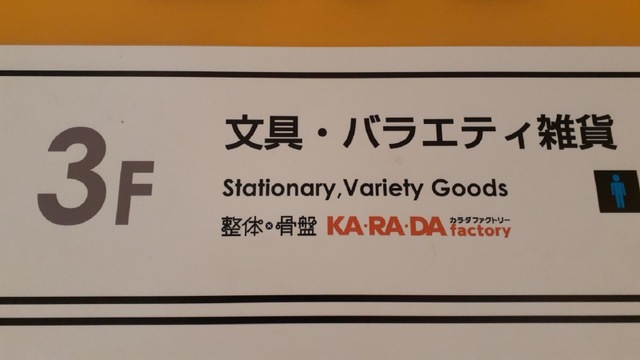 3F
文具・バラエティ雑貨
Stationary,Variety Goods
整体×骨盤 KA・RA・DA カラダファクトリー factory